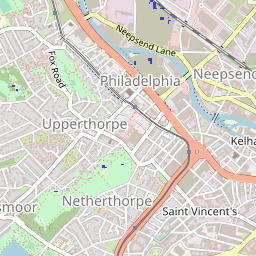 Neepsend Lane
Fox Road
Philadelphia
Neepsend
Upperthorpe
Kelha
smoor
Netherthorpe
Saint Vincent's